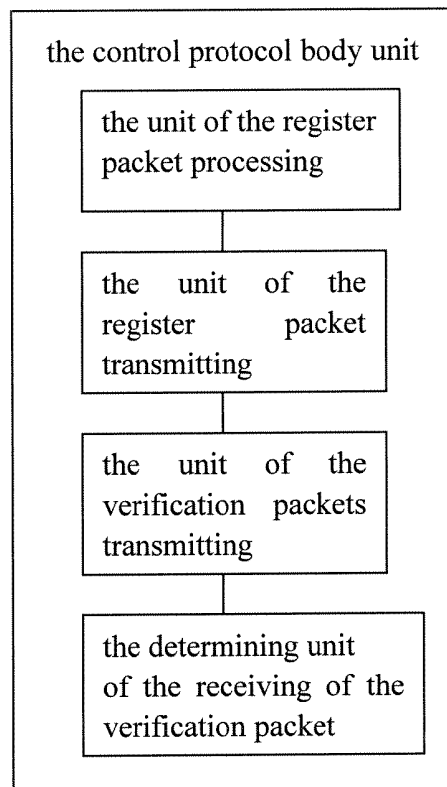 the control protocol body unit
the unit of the register
packet processing
the unit of the
register packet
transmitting
the unit of the
verification packets
transmitting
the determining unit
of the receiving of the
verification packet